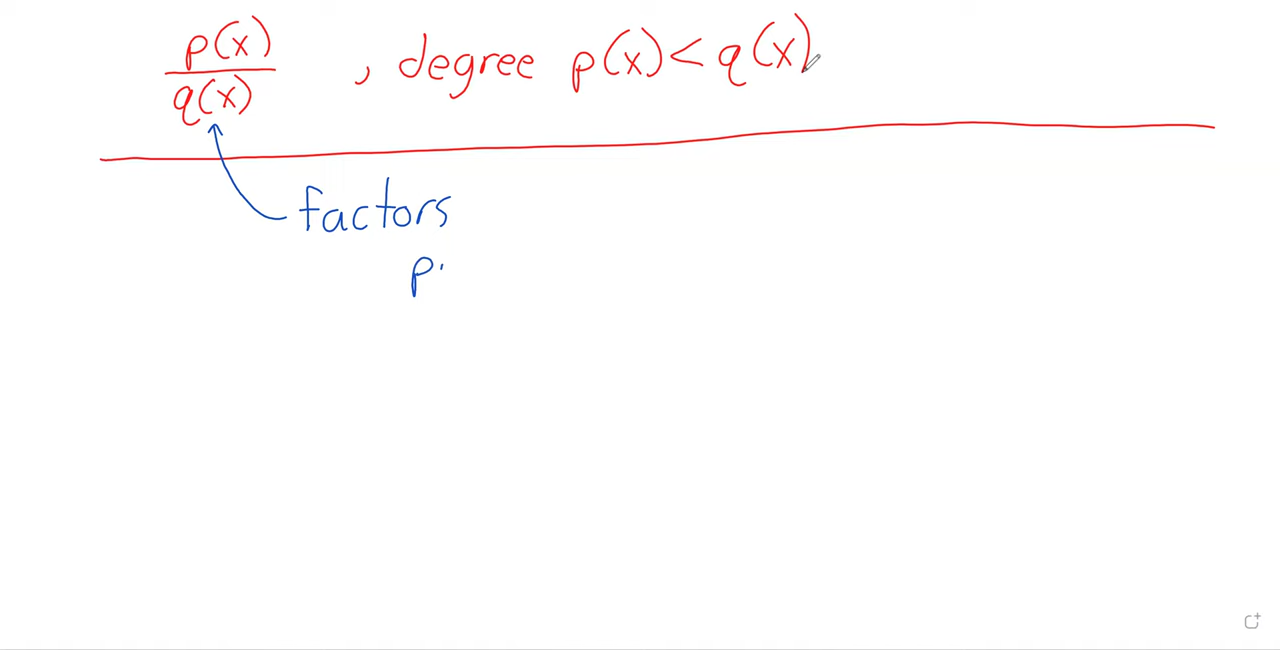 p(x)/q(x) , degree p(x) < q(x)
factors
p